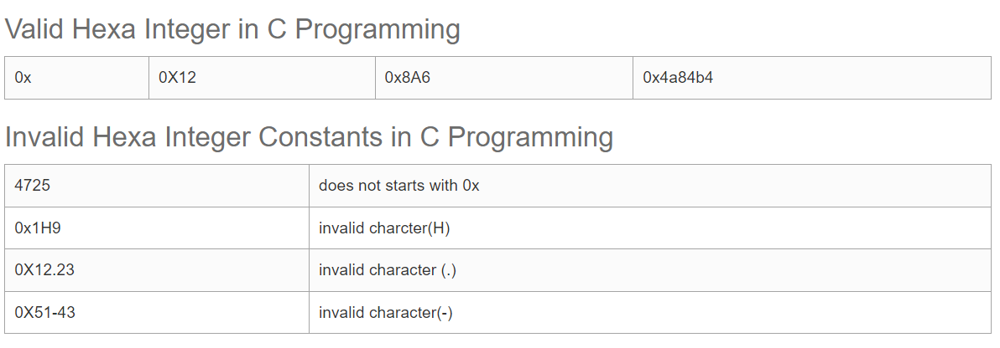 Valid Hexa Integer in C Programming
0x 0X12 0x8A6 0x4a84b4
Invalid Hexa Integer Constants in C Programming
4725 does not starts with 0x
0x1H9 invalid charcter(H)
0X12.23 invalid character (.)
0X51-43 invalid character(-)